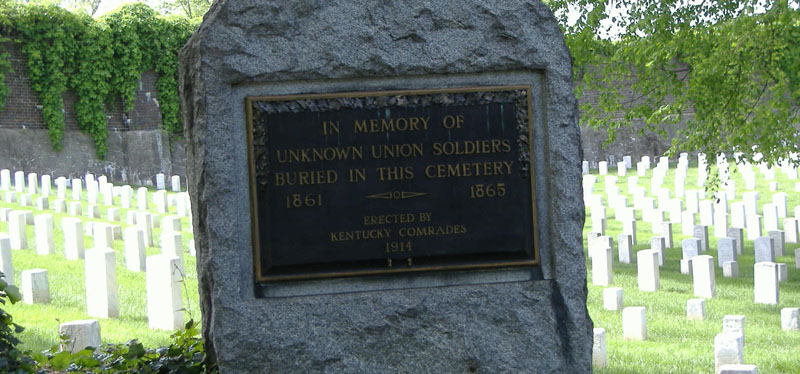 IN MEMORY OF
UNKNOWN UNION SOLDIERS
BURIED IN THIS CEMETERY
1861 1865
ERECTED BY
KENTUCKY COMRADES
1914